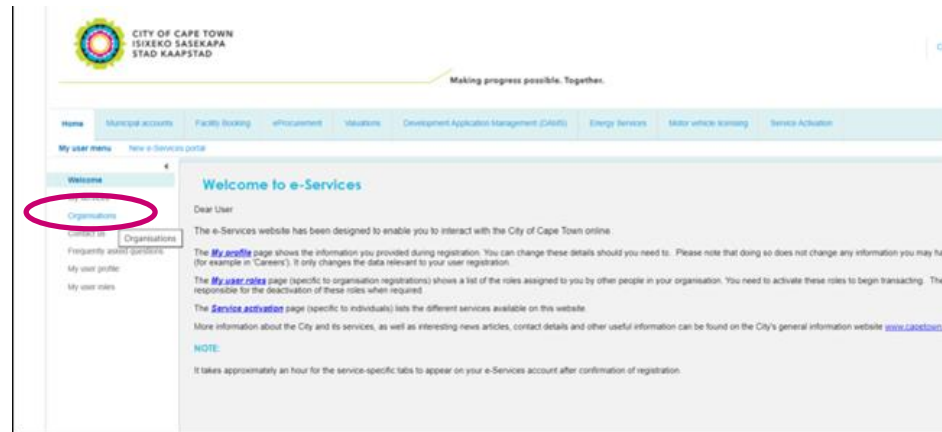 CITY OF CAPE TOWN
ISIXEKO SASEKAPA
STAD KAAPSTAD
Making progress possible. Together.
Home Municipal accounts Facility Booking eProcurement Valuations Development Application Management (DAMS) Energy Services Motor vehicle licensing Service Activation
My user menu New e-Services portal
Welcome
My services
Organisations
Contact us
Organisations
Frequently asked questions
My user profile
My user roles
Welcome to e-Services
Dear User
The e-Services website has been designed to enable you to interact with the City of Cape Town online.
The My profile page shows the information you provided during registration. You can change these details should you need to. Please note that doing so does not change any information you may ha
(for example in 'Careers'). It only changes the data relevant to your user registration.
The My user roles page (specific to organisation registrations) shows a list of the roles assigned to you by other people in your organisation. You need to activate these roles to begin transacting. The
responsible for the deactivation of these roles when required.
The Service activation page (specific to individuals) lists the different services available on this website.
More information about the City and its services, as well as interesting news articles, contact details and other useful information can be found on the City's general information website www.capetown
NOTE:
It takes approximately an hour for the service-specific tabs to appear on your e-Services account after confirmation of registration.